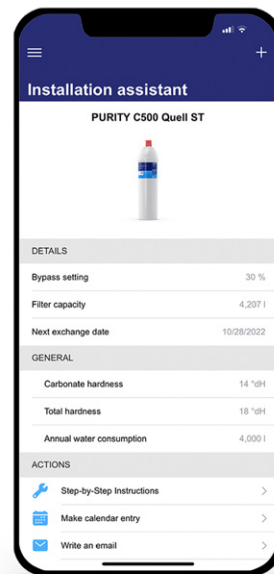 Installation assistant
PURITY C500 Quell ST
DETAILS
Bypass setting 30 %
Filter capacity 4,207 l
Next exchange date 10/28/2022
GENERAL
Carbonate hardness 14 °dH
Total hardness 18 °dH
Annual water consumption 4,000 l
ACTIONS
Step-by-Step Instructions
Make calendar entry
Write an email